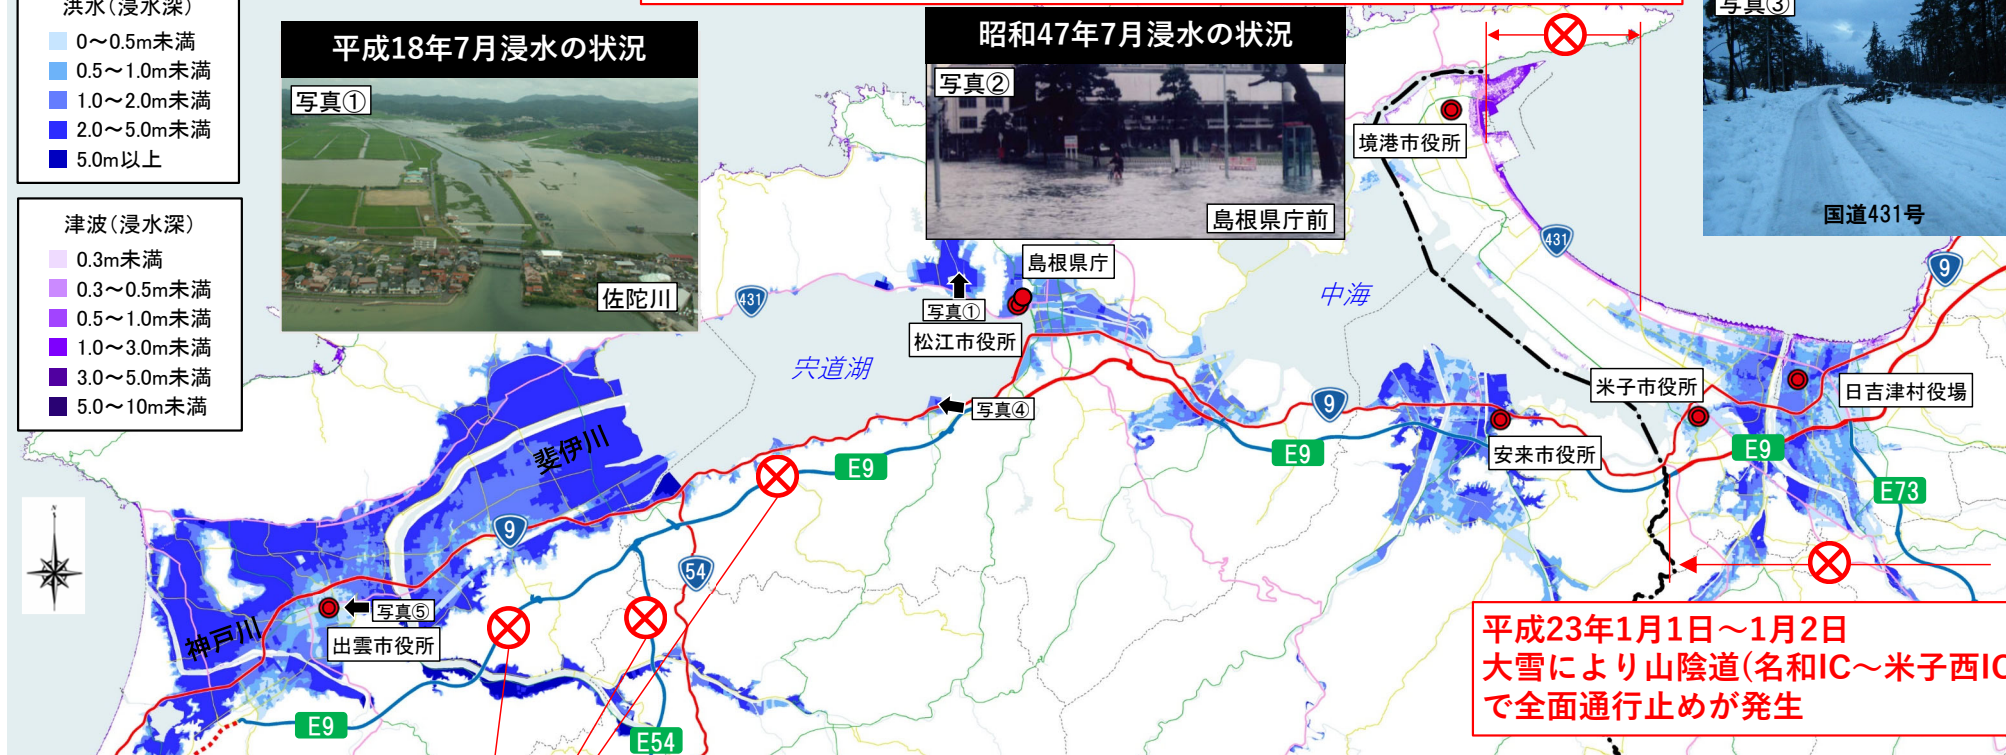 洪水(浸水深)
0～0.5m未満
0.5～1.0m未満
1.0～2.0m未満
2.0～5.0m未満
5.0m以上
津波(浸水深)
0.3m未満
0.3～0.5m未満
0.5～1.0m未満
1.0～3.0m未満
3.0～5.0m未満
5.0～10m未満
平成18年7月浸水の状況
写真①
佐陀川
昭和47年7月浸水の状況
写真②
島根県庁前
写真③
国道431号
境港市役所
431
431
9
島根県庁
写真①
松江市役所
中海
宍道湖
写真④
9
米子市役所
日吉津村役場
安来市役所
E9
E9
E9
E73
斐伊川
9
54
写真⑤
出雲市役所
神戸川
E9
E54
N
平成23年1月1日～1月2日
大雪により山陰道(名和IC～米子西IC
で全面通行止めが発生